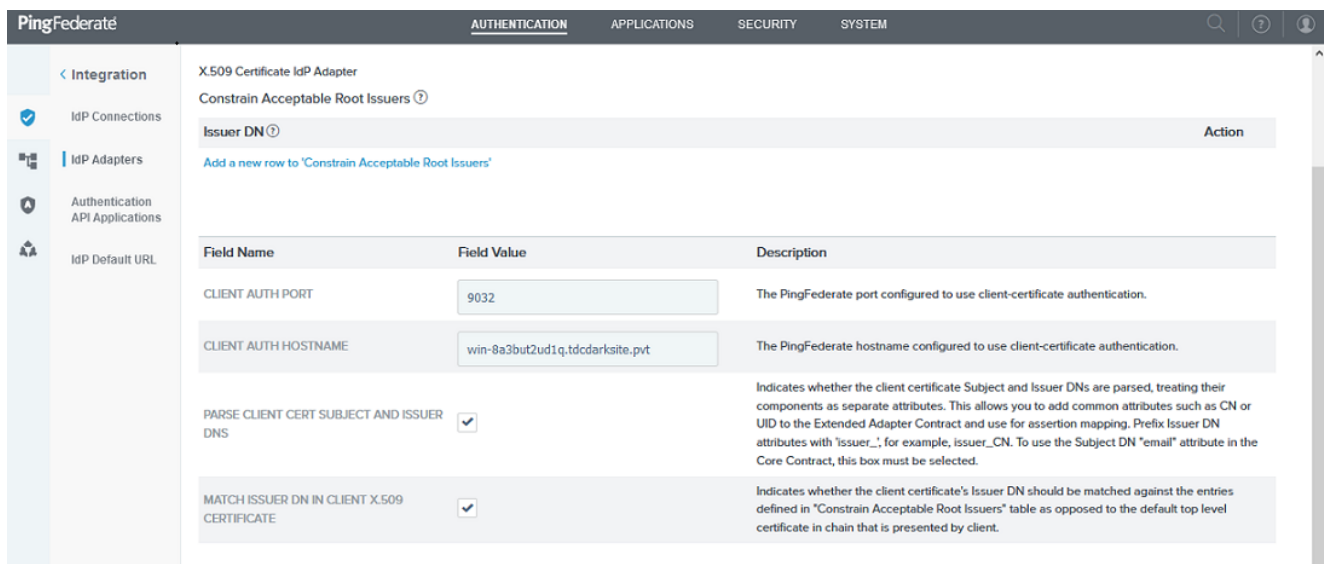 PingFederate
AUTHENTICATION
APPLICATIONS
SECURITY
SYSTEM
Integration
IdP Connections
IdP Adapters
Authentication
API Applications
IdP Default URL
X.509 Certificate IdP Adapter
Constrain Acceptable Root Issuers
Issuer DN
Action
Add a new row to 'Constrain Acceptable Root Issuers'
Field Name
Field Value
Description
CLIENT AUTH PORT
9032
The PingFederate port configured to use client-certificate authentication.
CLIENT AUTH HOSTNAME
win-8a3but2ud1q.tdcdarksite.pvt
The PingFederate hostname configured to use client-certificate authentication.
PARSE CLIENT CERT SUBJECT AND ISSUER
DNS
Indicates whether the client certificate Subject and Issuer DNs are parsed, treating their
components as separate attributes. This allows you to add common attributes such as CN or
UID to the Extended Adapter Contract and use for assertion mapping. Prefix Issuer DN
attributes with 'issuer_', for example, issuer_CN. To use the Subject DN "email" attribute in the
Core Contract, this box must be selected.
MATCH ISSUER DN IN CLIENT X.509
CERTIFICATE
Indicates whether the client certificate's Issuer DN should be matched against the entries
defined in "Constrain Acceptable Root Issuers" table as opposed to the default top level
certificate in chain that is presented by client.